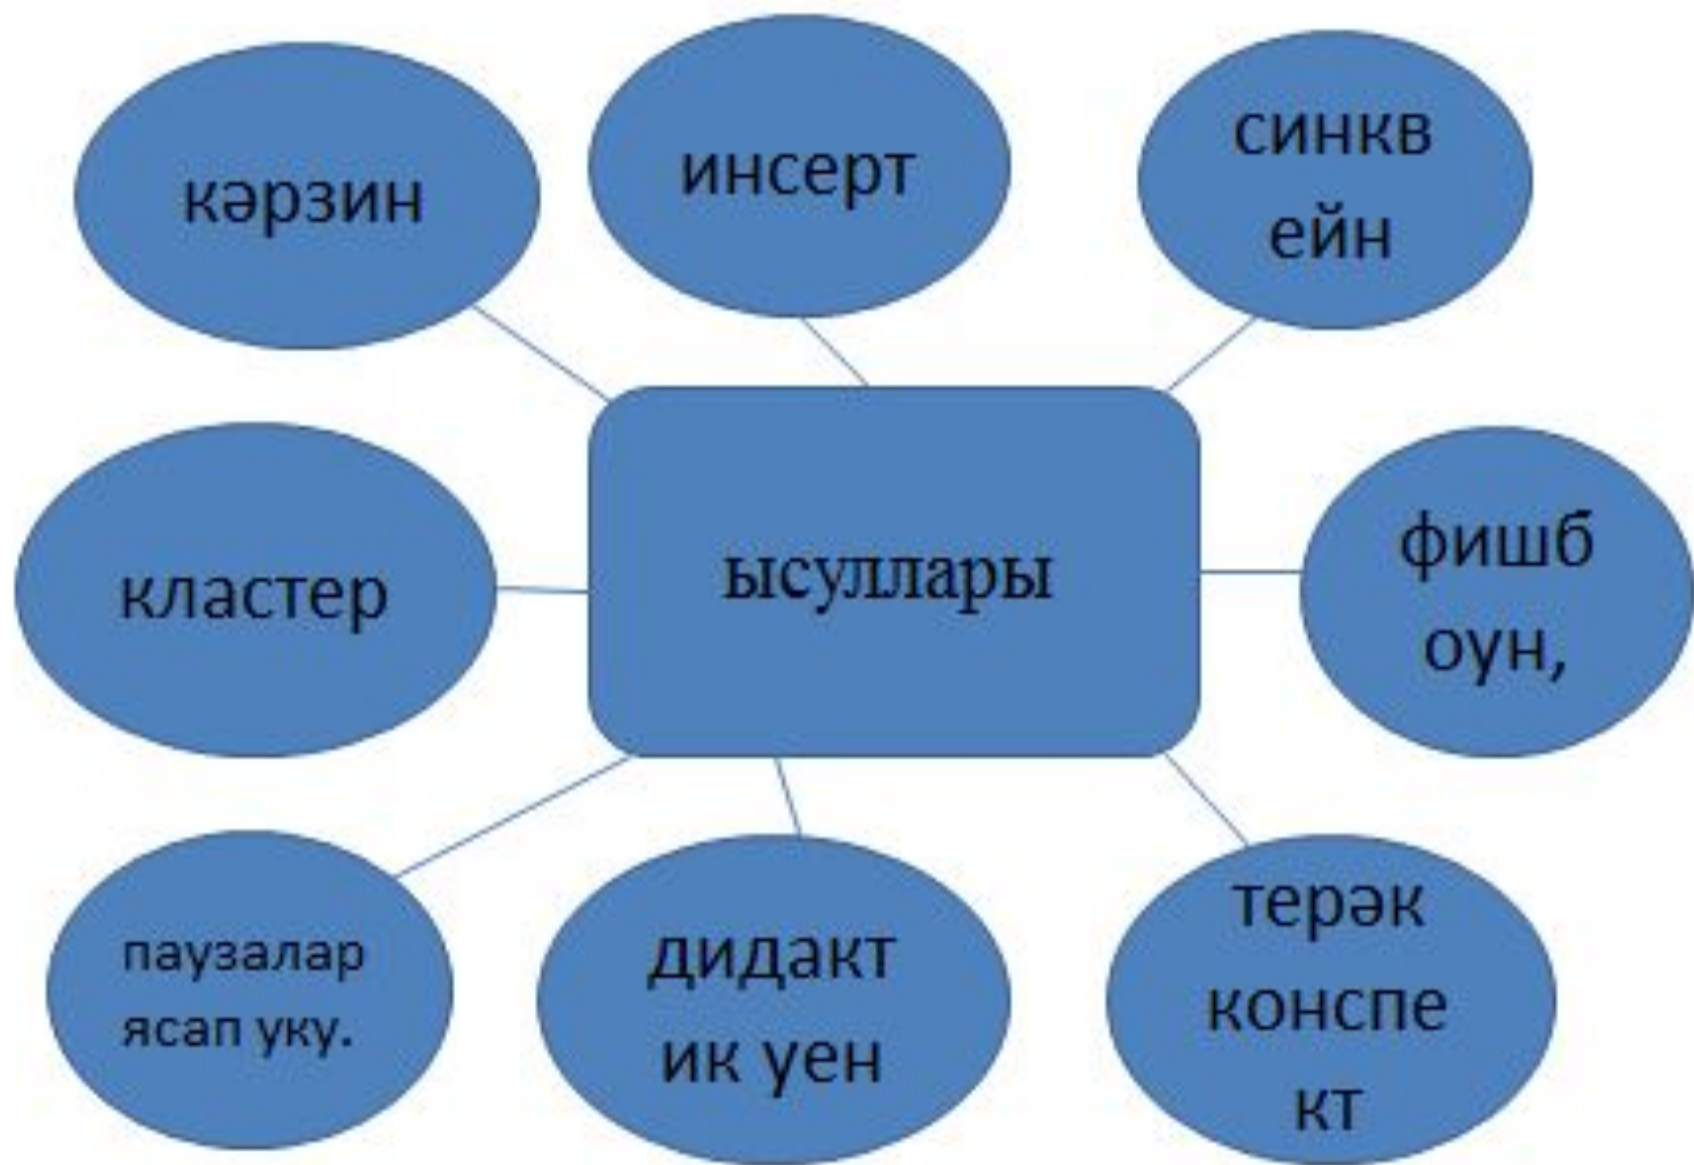 кәрзин
инсерт
синкв
ейн
кластер
ысуллары
фишб
оун,
паузалар
ясап уку.
дидакт
ик уен
терәк
конспе
кт